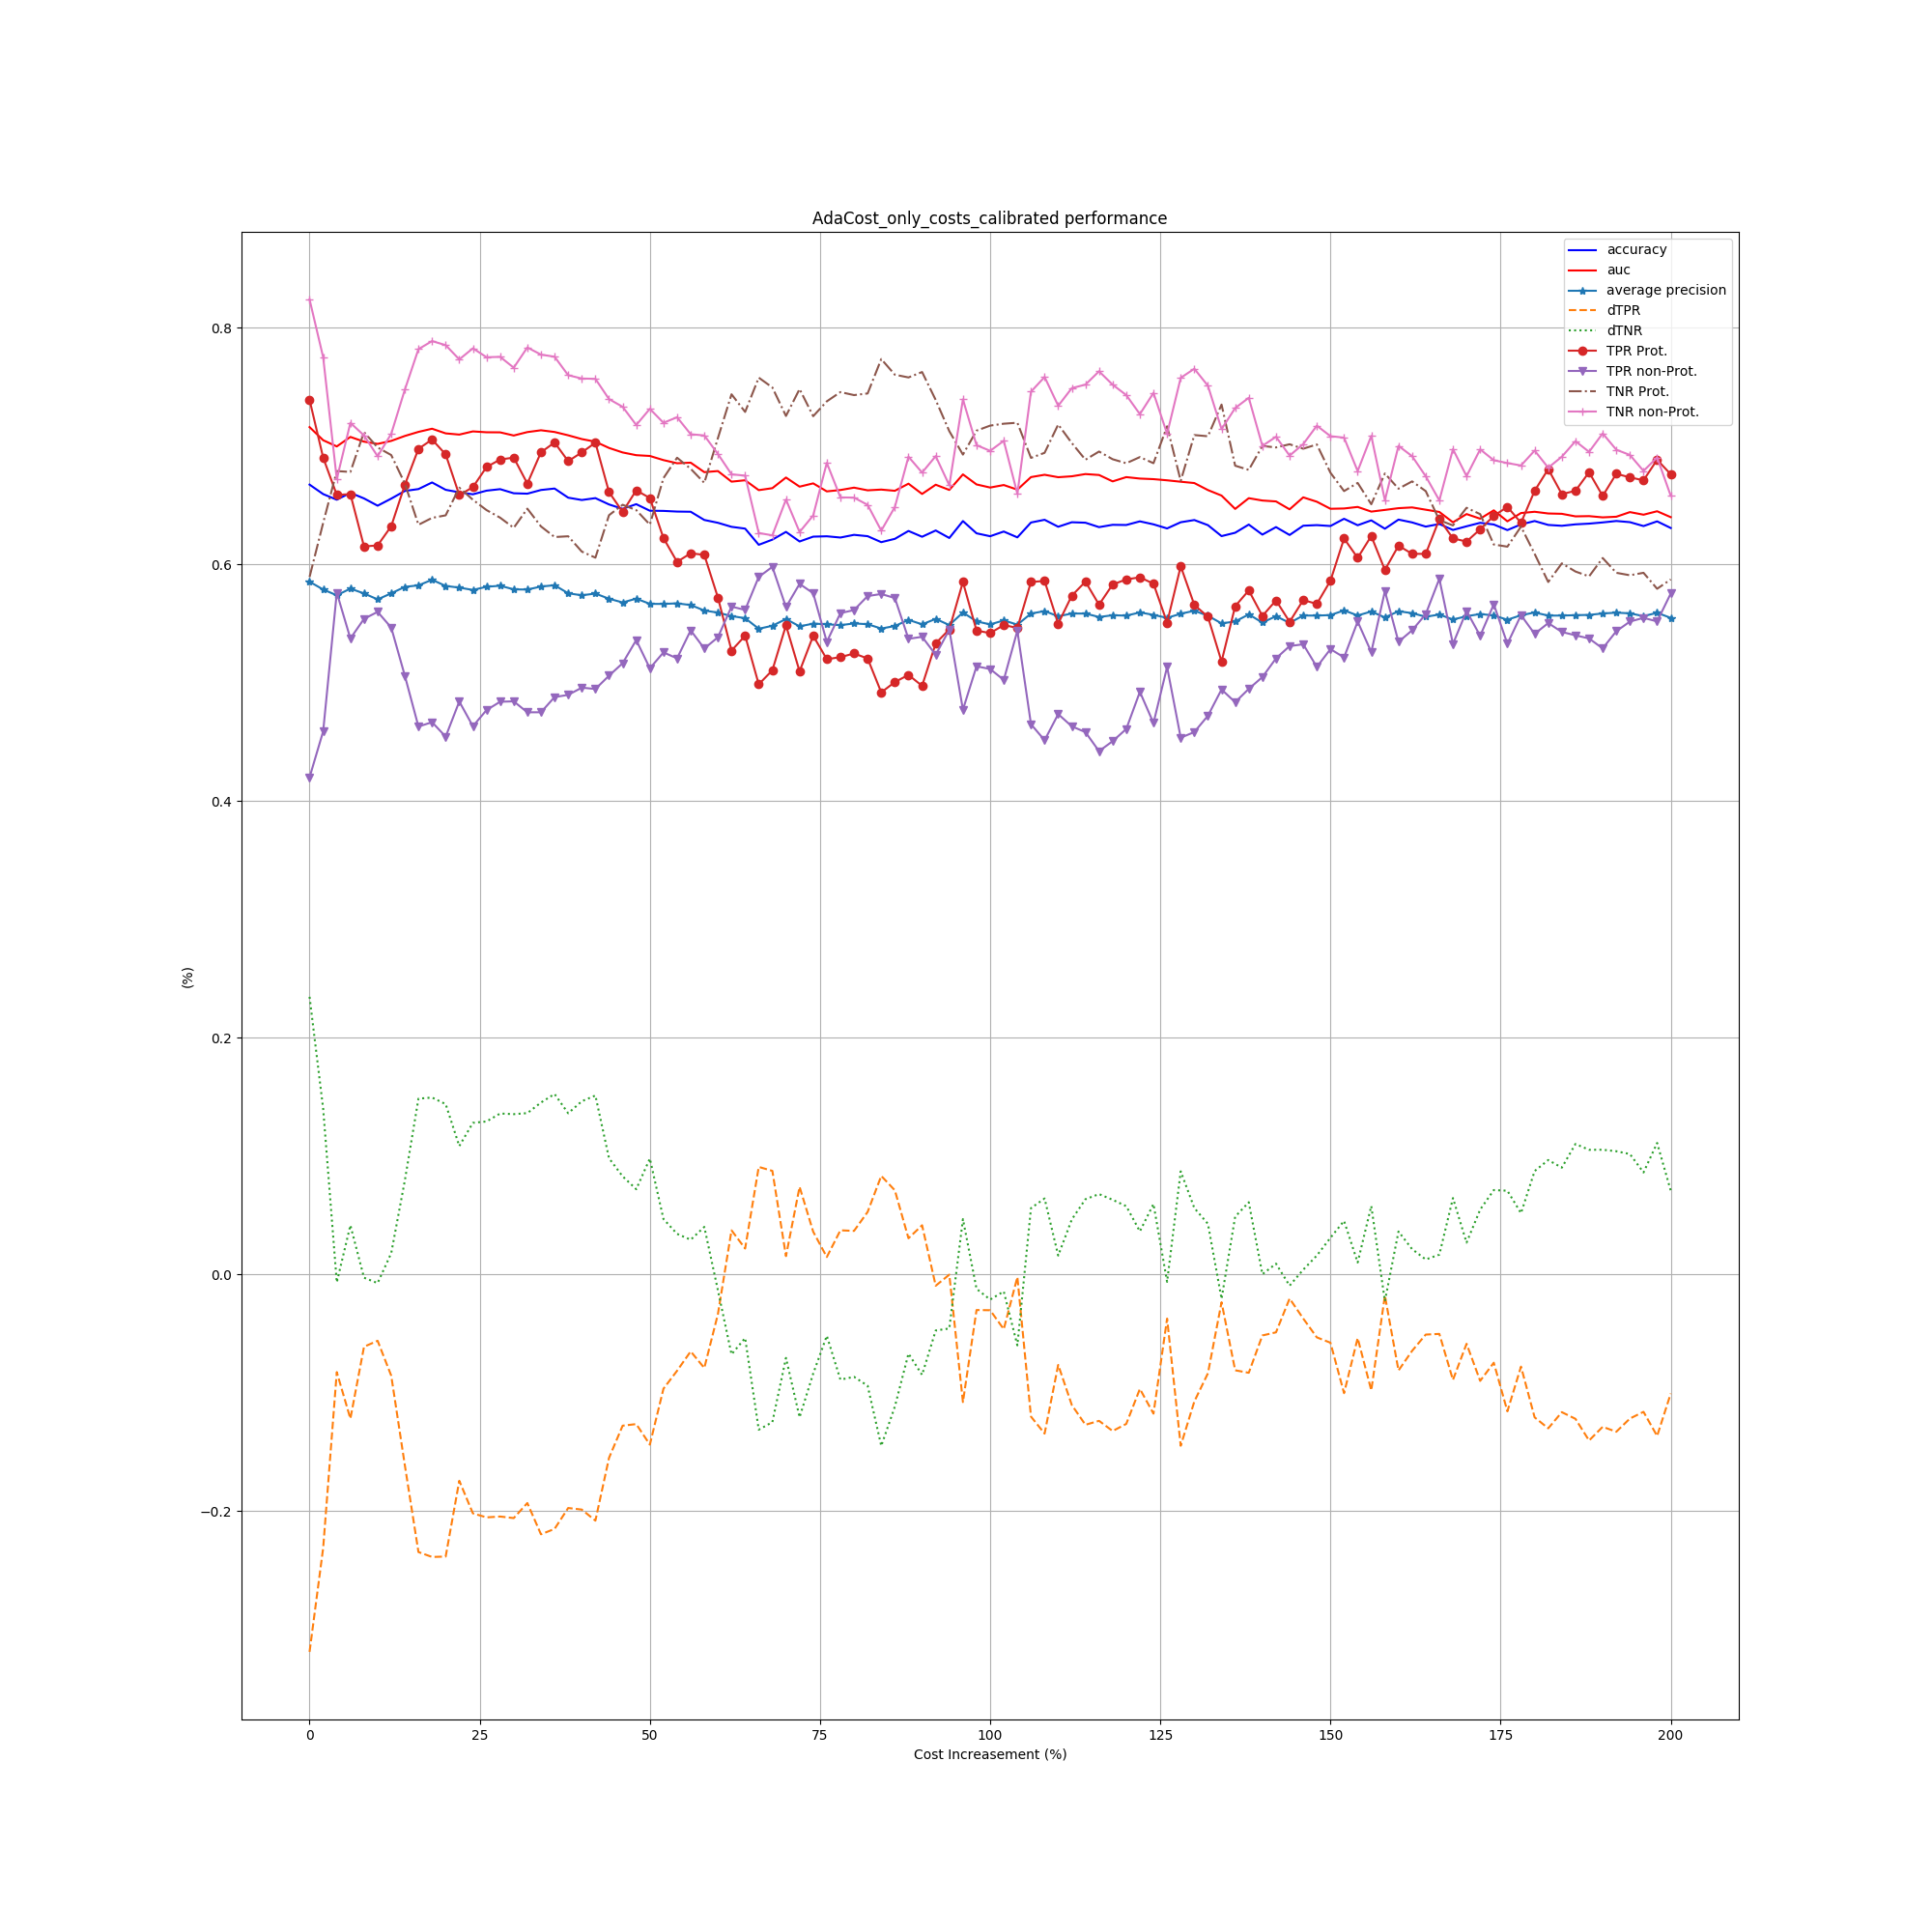 AdaCost_only_costs_calibrated performance
accuracy
auc
average precision
dTPR
dTNR
TPR Prot.
TPR non-Prot.
TNR Prot.
TNR non-Prot.
0.8
0.6
0.4
0.2
0.0
−0.2
(%)
0 25 50 75 100 125 150 175 200
Cost Increasement (%)